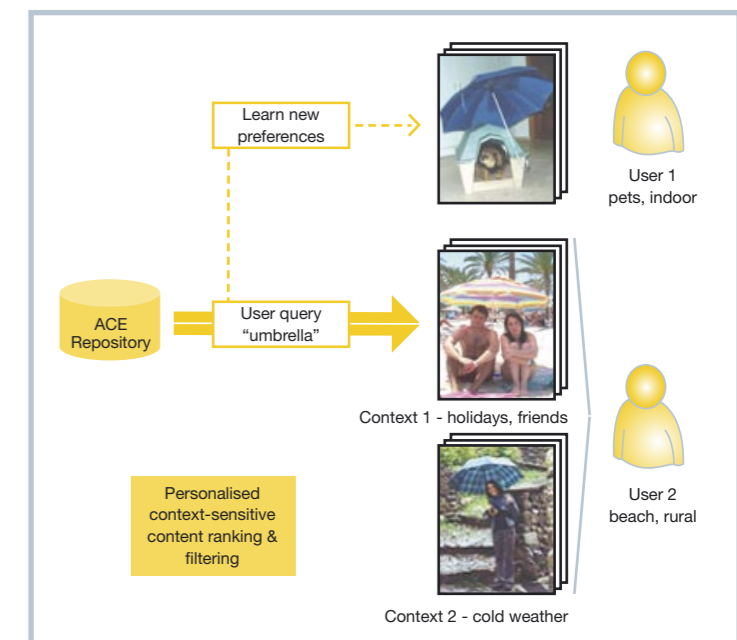 Learn new
preferences
User 1
pets, indoor
ACE
Repository
User query
“umbrella”
Context 1 - holidays, friends
User 2
beach, rural
Personalised
context-sensitive
content ranking &
filtering
Context 2 - cold weather